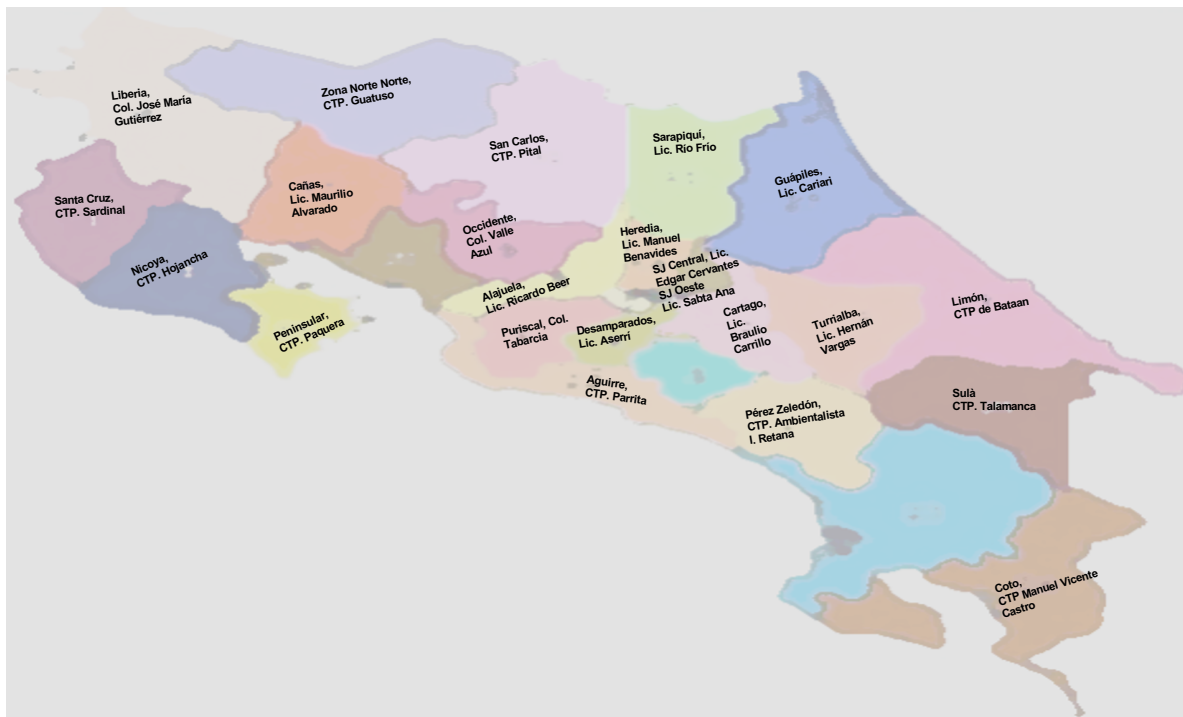 Liberia,
Col. José María
Gutiérrez
Zona Norte Norte,
CTP. Guatuso
San Carlos,
CTP. Pital
Sarapiquí,
Lic. Río Frío
Guápiles,
Lic. Cariari
Santa Cruz,
CTP. Sardinal
Cañas,
Lic. Maurilio
Alvarado
Nicoya,
CTP. Hojancha
Occidente,
Col. Valle
Azul
Heredia,
Lic. Manuel
Benavides
SJ Central, Lic.
Edgar Cervantes
SJ Oeste
Lic. Sabta Ana
Alajuela,
Lic. Ricardo Beer
Peninsular,
CTP. Paquera
Puriscal, Col.
Tabarcia
Desamparados,
Lic. Aserrí
Cartago,
Lic.
Braulio
Carrillo
Turrialba,
Lic. Hernán
Vargas
Limón,
CTP de Bataan
Aguirre,
CTP. Parrita
Pérez Zeledón,
CTP. Ambientalista
I. Retana
Sulà
CTP. Talamanca
Coto,
CTP Manuel Vicente
Castro